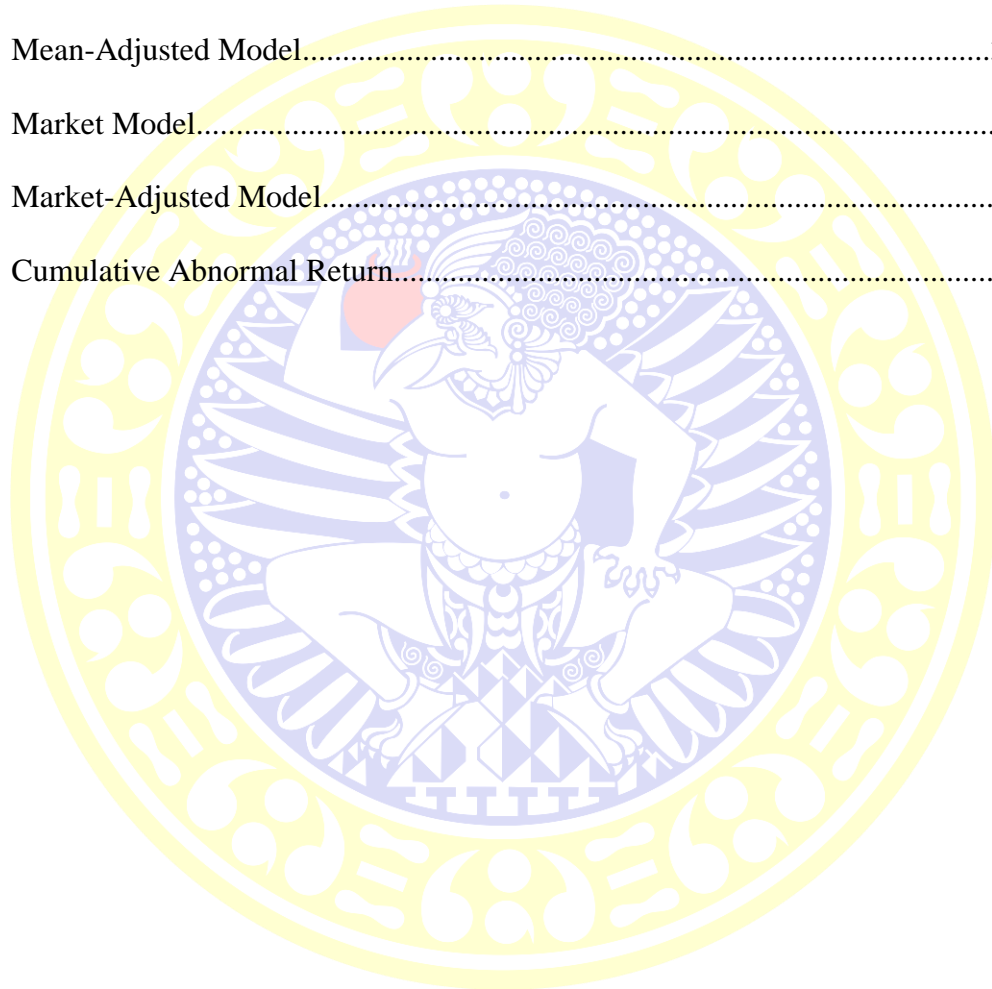 Mean-Adjusted Model......................................................................................
Market Model....................................................................................................
Market-Adjusted Model...................................................................................
Cumulative Abnormal Return..........................................................................